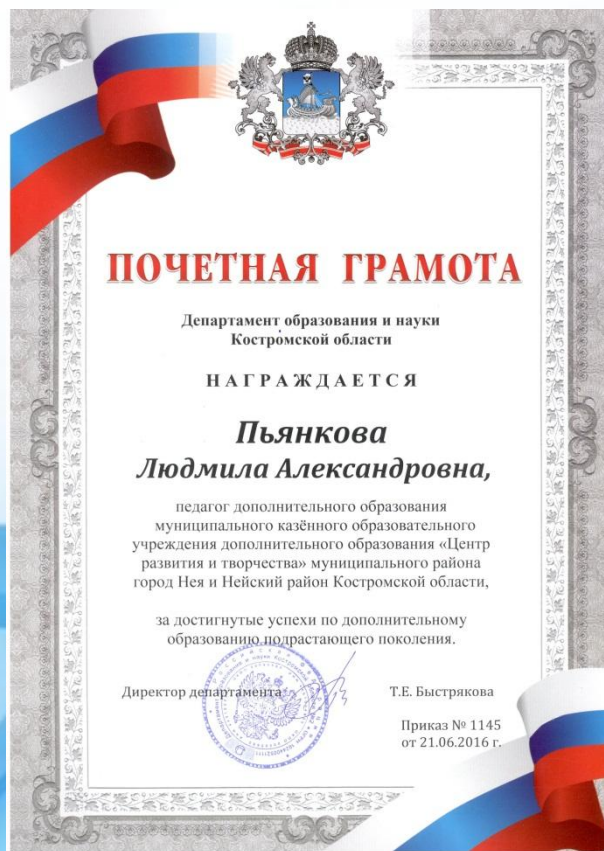 ПОЧЕТНАЯ ГРАМОТА
Департамент образования и науки
Костромской области
НАГРАЖДАЕТСЯ
Пьянкова
Людмила Александровна,
педагог дополнительного образования
муниципального казённого образовательного
учреждения дополнительного образования «Центр
развития и творчества» муниципального района
город Нея и Нейский район Костромской области,
за достигнутые успехи по дополнительному
образованию подрастающего поколения.
Директор департамента Т.Е. Быстрякова
Приказ № 1145
от 21.06.2016 г.